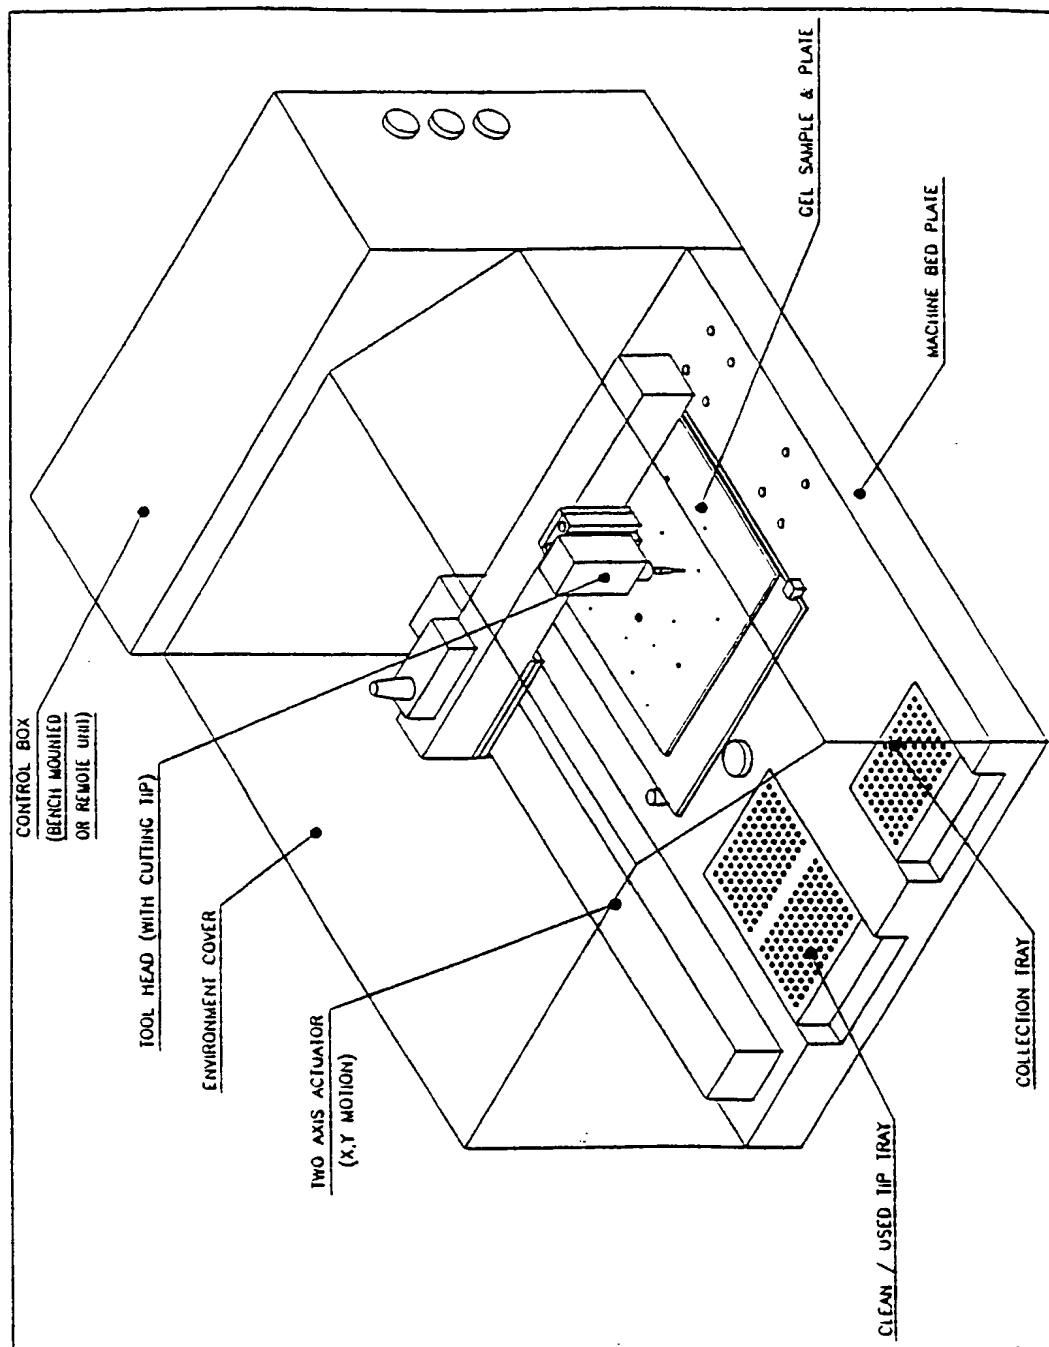 CONTROL BOX
(BENCH MOUNTED
OR REMOTE UNIT)
TOOL HEAD (WITH CUTTING TIP)
ENVIRONMENT COVER
TWO AXIS ACTUATOR
(X,Y MOTION)
CLEAN / USED TIP TRAY
COLLECTION TRAY
MACHINE BED PLATE
GEL SAMPLE & PLATE